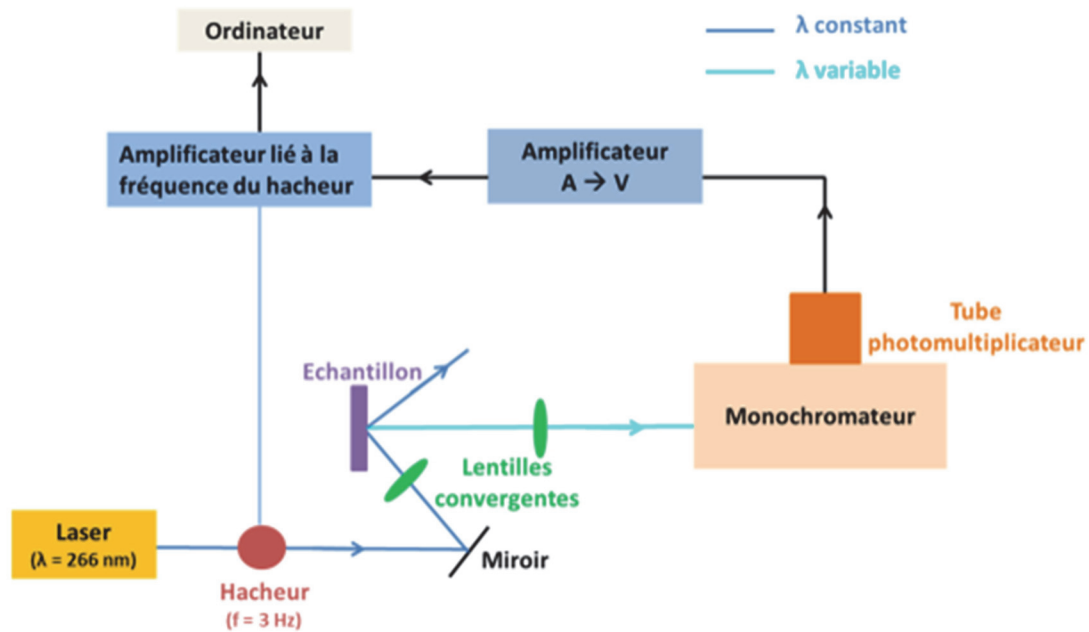 Ordinateur
λ constant
λ variable
Amplificateur lié à la
fréquence du hacheur
Amplificateur
A → V
Tube
photomultiplicateur
Echantillon
Monochromateur
Lentilles
convergentes
Laser
(λ = 266 nm)
Miroir
Hacheur
(f = 3 Hz)